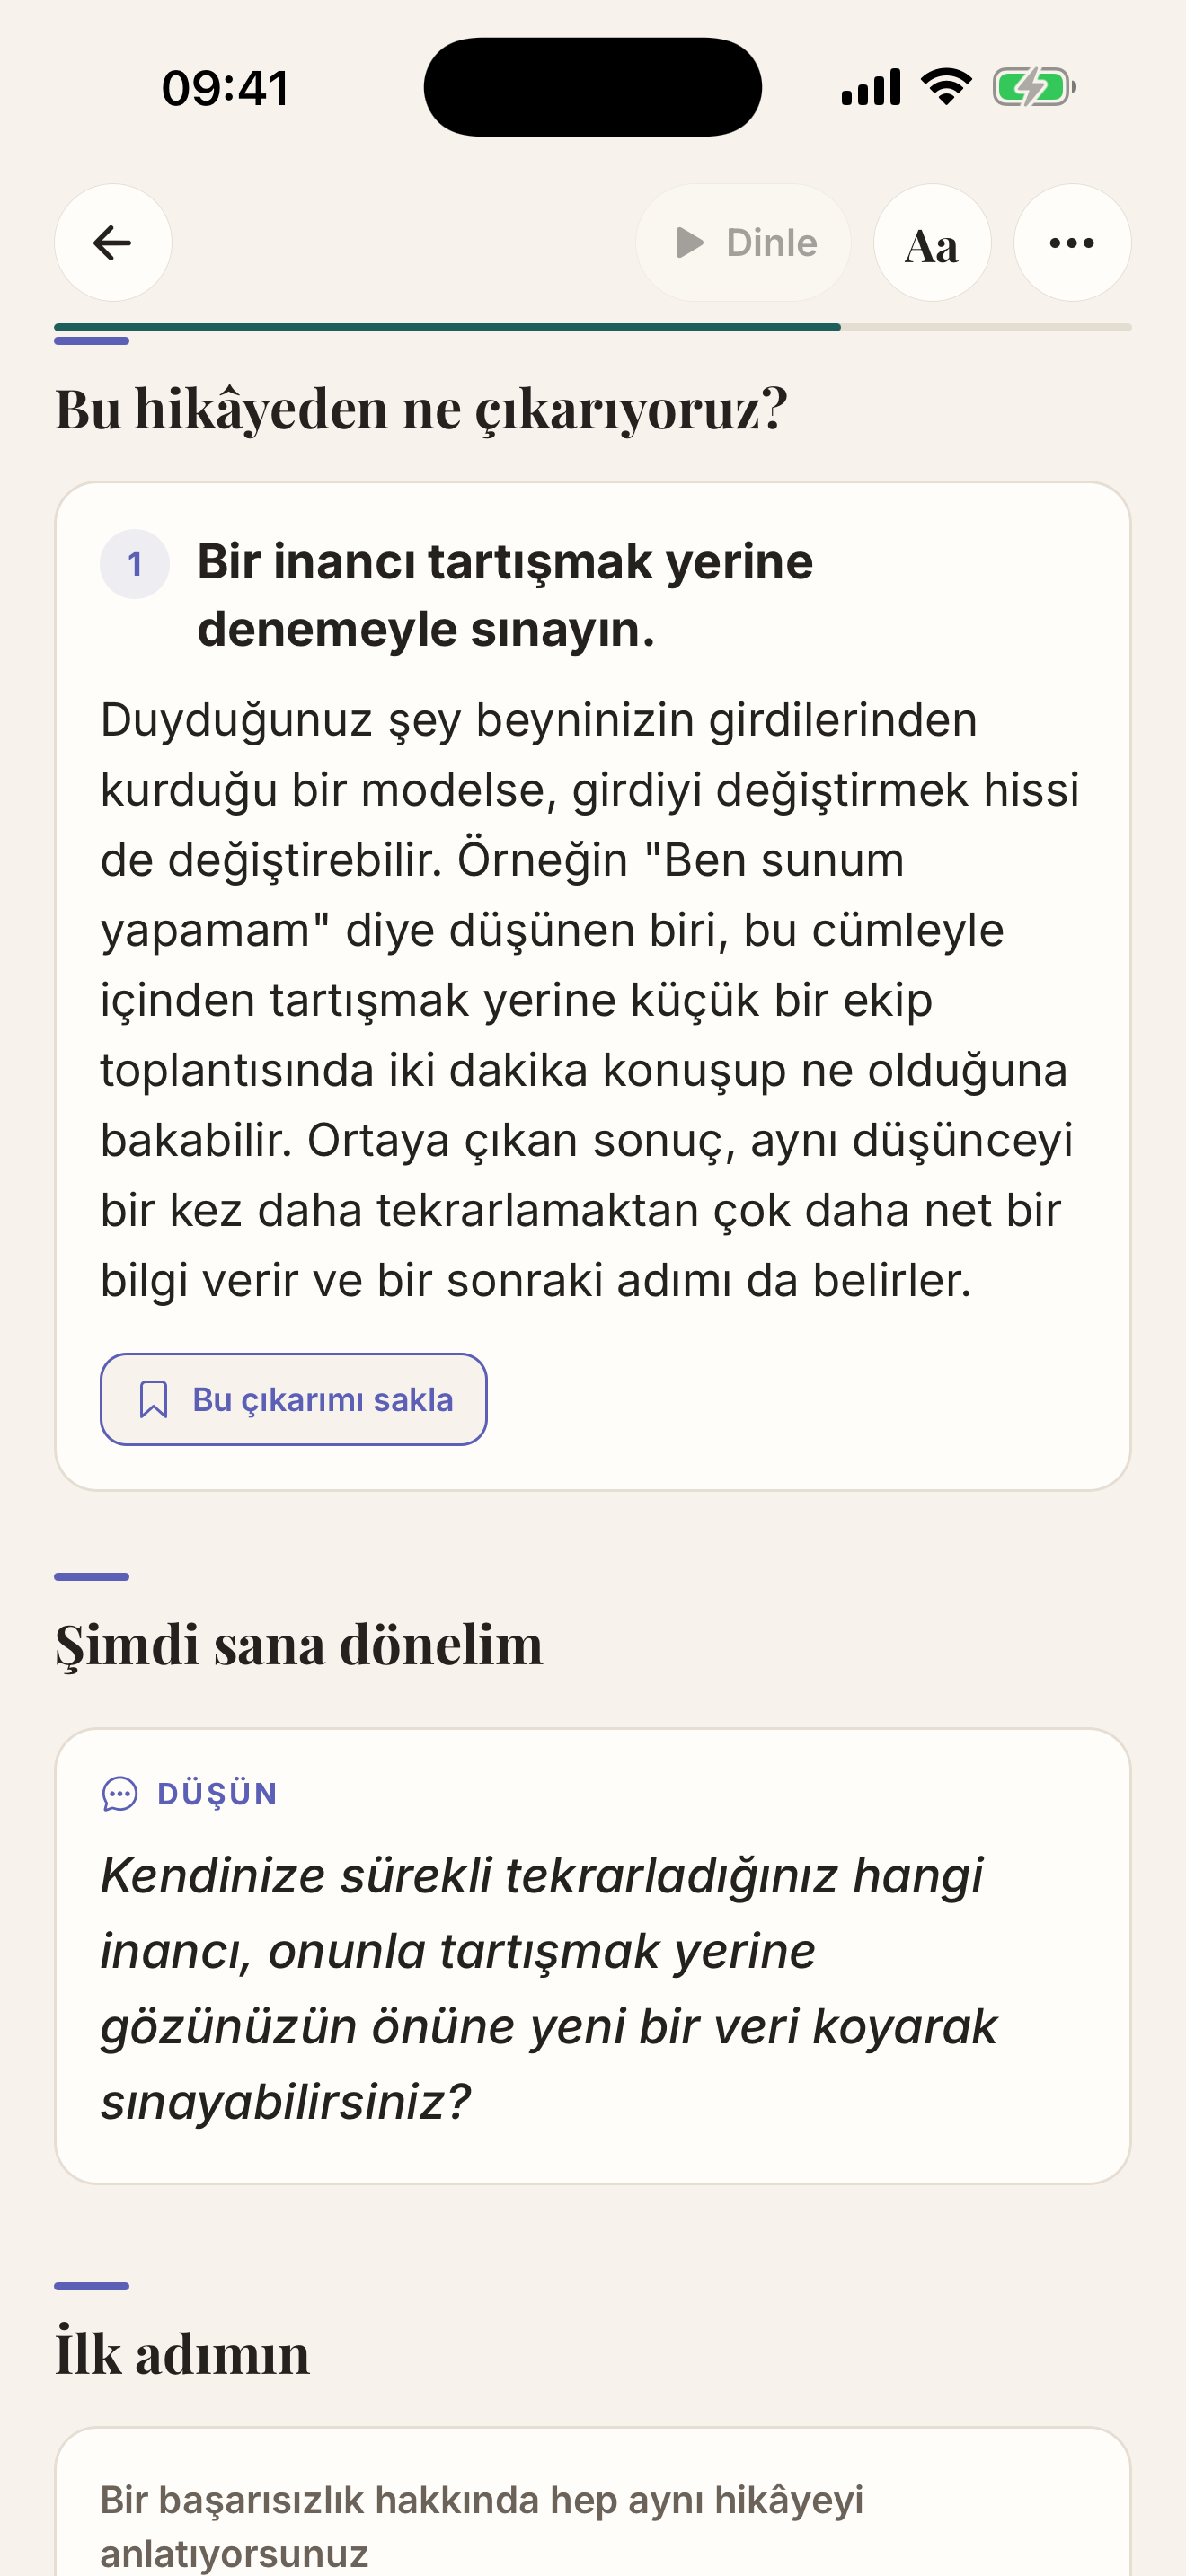 09:41
Dinle
Aa
Bu hikâyeden ne çıkarıyoruz?
1
Bir inancı tartışmak yerine
denemeyle sınayın.
Duyduğunuz şey beyninizin girdilerinden
kurduğu bir modelse, girdiyi değiştirmek hissi
de değiştirebilir. Örneğin "Ben sunum
yapamam" diye düşünen biri, bu cümleyle
içinden tartışmak yerine küçük bir ekip
toplantısında iki dakika konuşup ne olduğuna
bakabilir. Ortaya çıkan sonuç, aynı düşünceyi
bir kez daha tekrarlamaktan çok daha net bir
bilgi verir ve bir sonraki adımı da belirler.
Bu çıkarımı sakla
Şimdi sana dönelim
DÜŞÜN
Kendinize sürekli tekrarladığınız hangi
inancı, onunla tartışmak yerine
gözünüzün önüne yeni bir veri koyarak
sınayabilirsiniz?
İlk adımın
Bir başarısızlık hakkında hep aynı hikâyeyi
anlatıyorsunuz